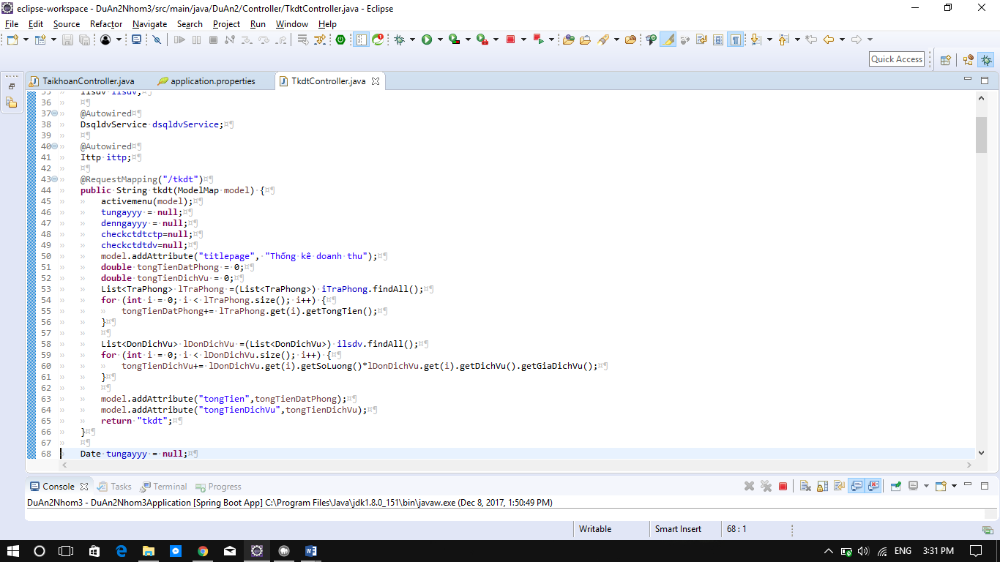 eclipse-workspace - DuAn2Nhom3/src/main/java/DuAn2/Controller/TkdtController.java - Eclipse
File Edit Source Refactor Navigate Search Project Run Window Help
Quick Access
TaikhoanController.java application.properties TkdtController.java
35 Ilsdv ilsdv;
36
37 @Autowired
38 DsqldvService dsqldvService;
39
40 @Autowired
41 Ittp ittp;
42
43 @RequestMapping("/tkdt")
44 public String tkdt(ModelMap model) {
45 activemenu(model);
46 tungayyy = null;
47 denngayyy = null;
48 checkctdtctp=null;
49 checkctdtdv=null;
50 model.addAttribute("titlepage", "Thống kê doanh thu");
51 double tongTienDatPhong = 0;
52 double tongTienDichVu = 0;
53 List<TraPhong> lTraPhong =(List<TraPhong>) iTraPhong.findAll();
54 for (int i = 0; i < lTraPhong.size(); i++) {
55 tongTienDatPhong+= lTraPhong.get(i).getTongTien();
56 }
57
58 List<DonDichVu> lDonDichVu =(List<DonDichVu>) ilsdv.findAll();
59 for (int i = 0; i < lDonDichVu.size(); i++) {
60 tongTienDichVu+= lDonDichVu.get(i).getSoLuong()*lDonDichVu.get(i).getDichVu().getGiaDichVu();
61 }
62
63 model.addAttribute("tongTien",tongTienDatPhong);
64 model.addAttribute("tongTienDichVu",tongTienDichVu);
65 return "tkdt";
66 }
67
68 Date tungayyy = null;
Console Tasks Terminal Progress
DuAn2Nhom3 - DuAn2Nhom3Application [Spring Boot App] C:\Program Files\Java\jdk1.8.0_151\bin\javaw.exe (Dec 8, 2017, 1:50:49 PM)
Writable Smart Insert 68 : 1
ENG 3:31 PM